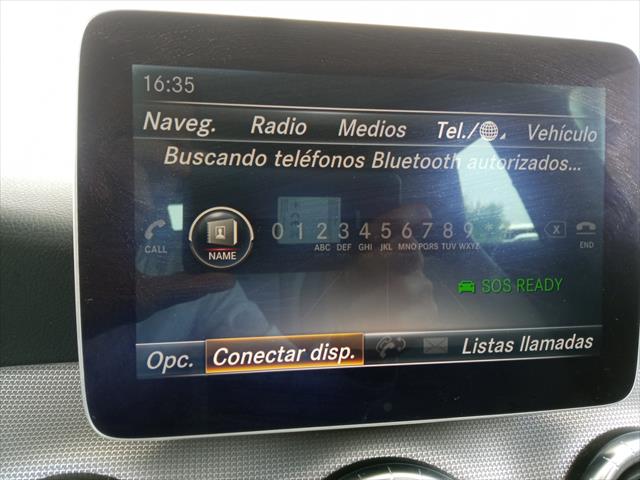 16:35
Naveg. Radio Medios Tel./ Vehículo
Buscando teléfonos Bluetooth autorizados...
0 1 2 3 4 5 6 7 8 9
ABC DEF GHI JKL MNO PQRS TUV WXYZ
CALL NAME END
SOS READY
Opc. Conectar disp. Listas llamadas